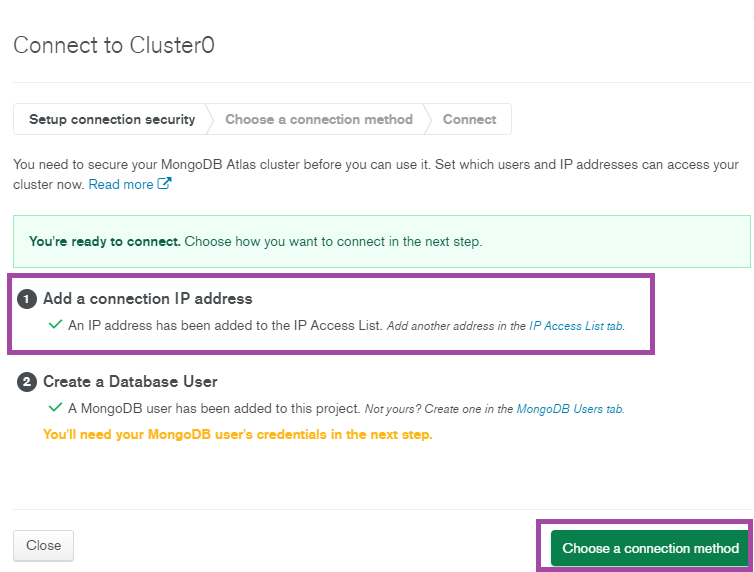 Connect to Cluster0
Setup connection security Choose a connection method Connect
You need to secure your MongoDB Atlas cluster before you can use it. Set which users and IP addresses can access your
cluster now. Read more
You're ready to connect. Choose how you want to connect in the next step.
1 Add a connection IP address
An IP address has been added to the IP Access List. Add another address in the IP Access List tab.
2 Create a Database User
A MongoDB user has been added to this project. Not yours? Create one in the MongoDB Users tab.
You'll need your MongoDB user's credentials in the next step.
Close Choose a connection method